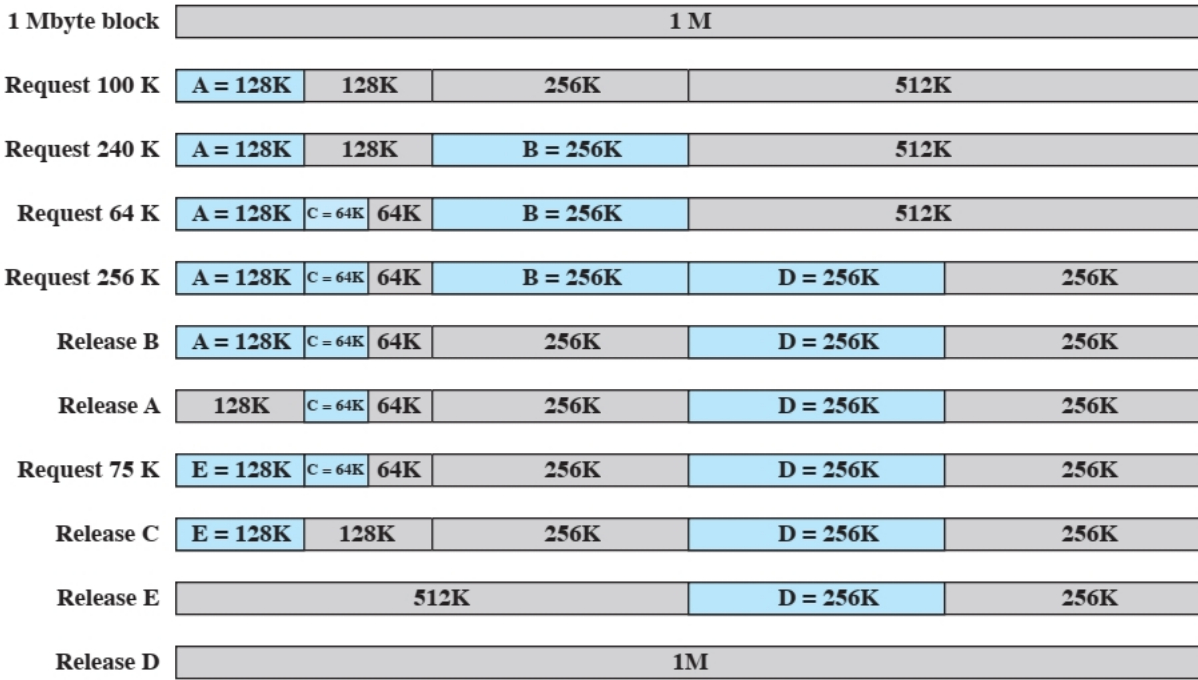 1 Mbyte block 1 M
Request 100 K A = 128K 128K 256K 512K
Request 240 K A = 128K 128K B = 256K 512K
Request 64 K A = 128K C = 64K 64K B = 256K 512K
Request 256 K A = 128K C = 64K 64K B = 256K D = 256K 256K
Release B A = 128K C = 64K 64K 256K D = 256K 256K
Release A 128K C = 64K 64K 256K D = 256K 256K
Request 75 K E = 128K C = 64K 64K 256K D = 256K 256K
Release C E = 128K 128K 256K D = 256K 256K
Release E 512K D = 256K 256K
Release D 1M